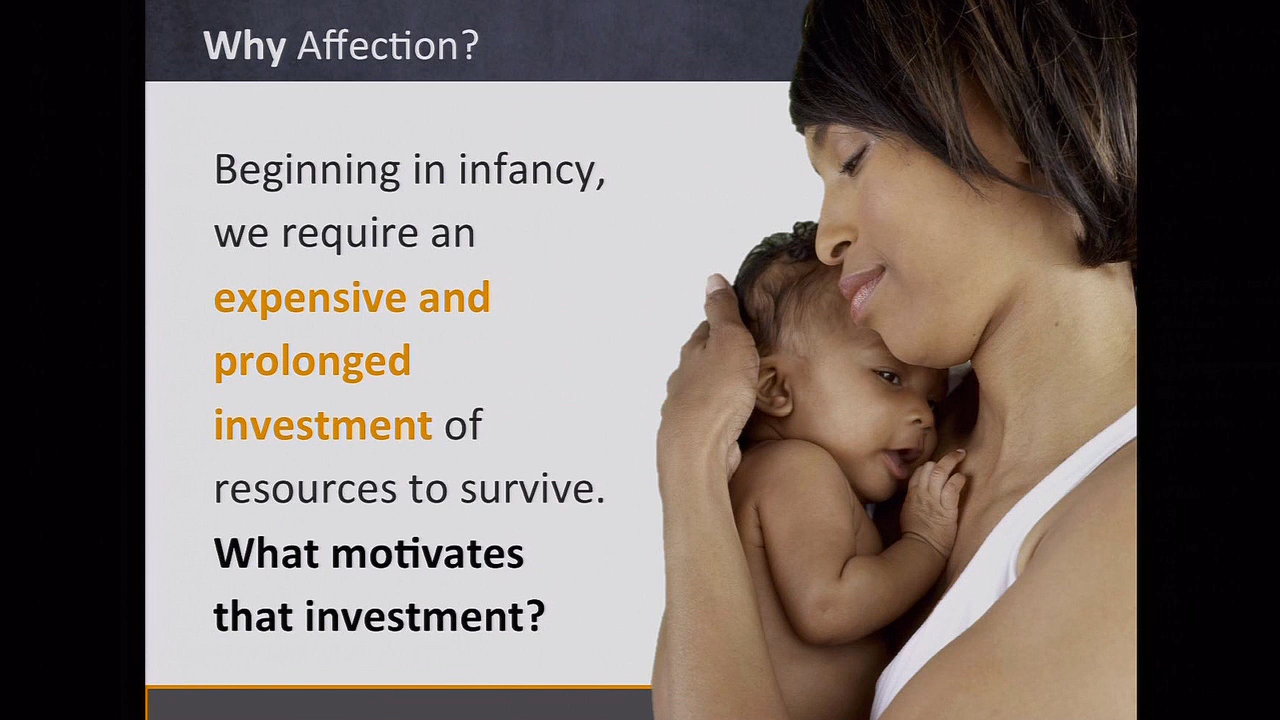 Why Affection?
Beginning in infancy,
we require an
expensive and
prolonged
investment of
resources to survive.
What motivates
that investment?